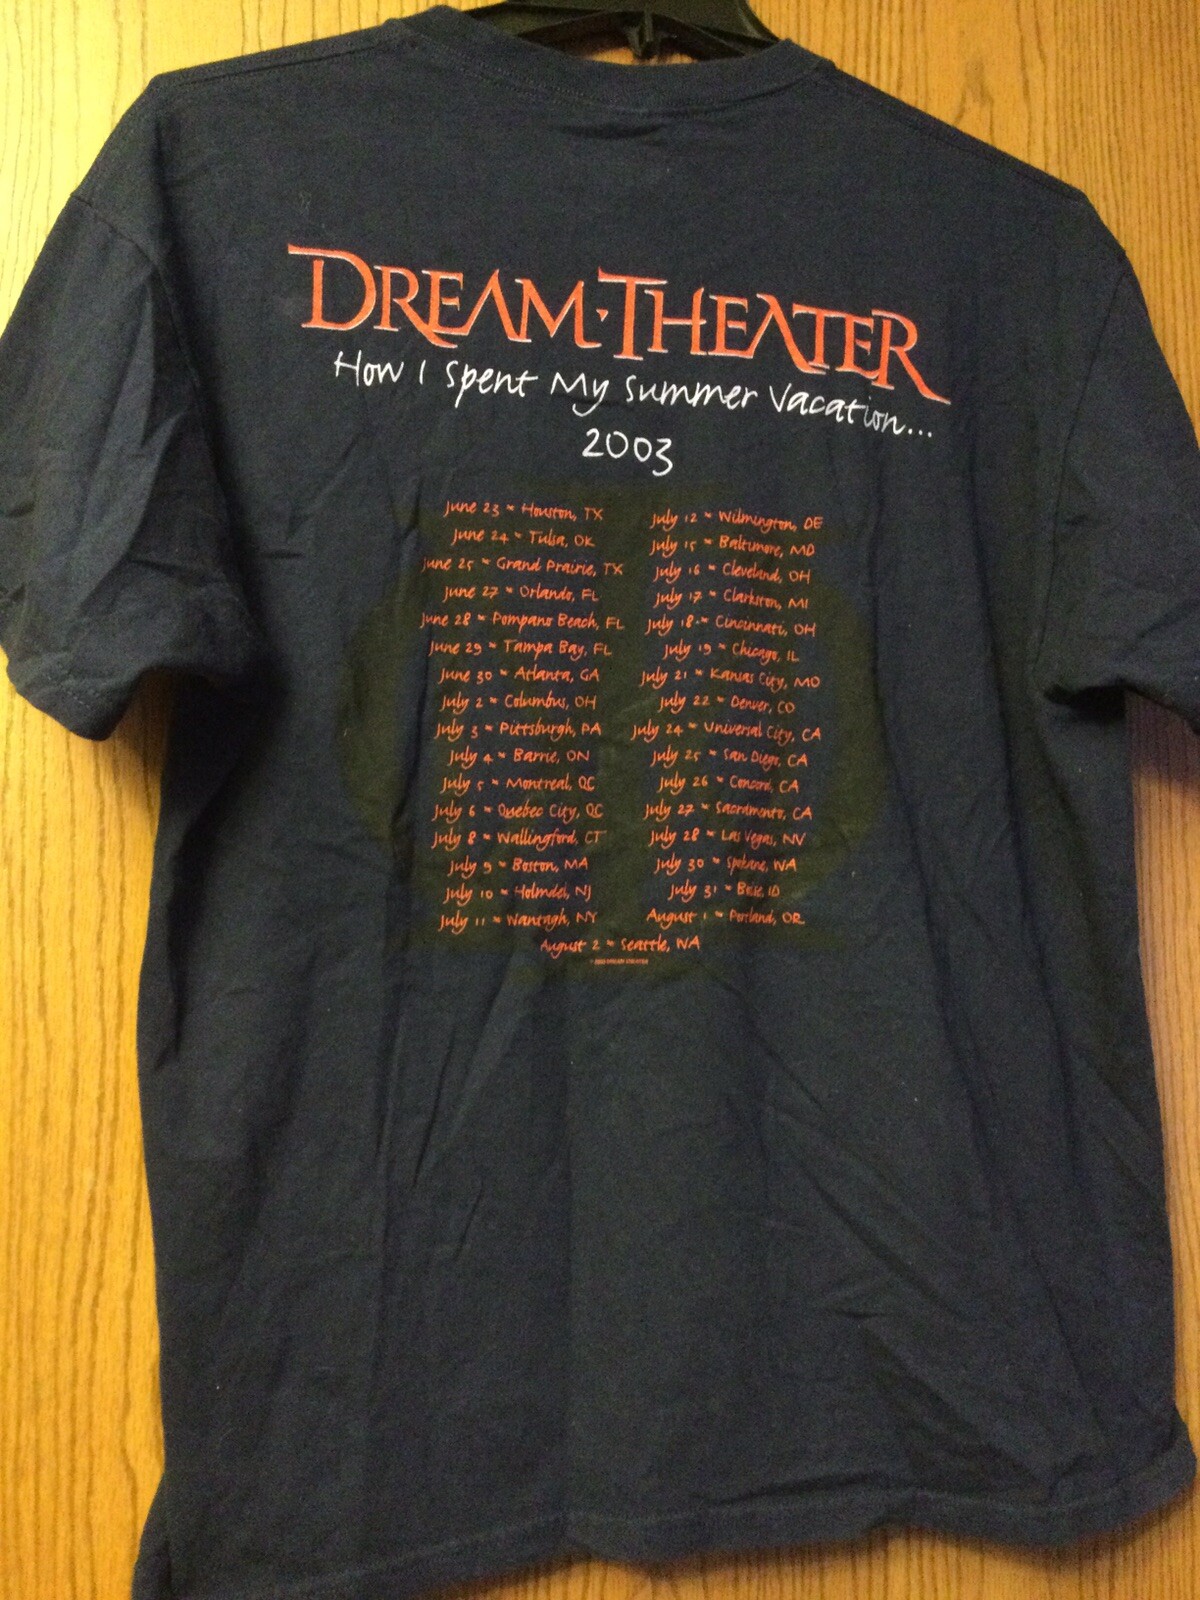 DREAM·THEATER
How I Spent My Summer Vacation...
2003
June 23 - Houston, TX
June 24 - Tulsa, OK
June 25 - Grand Prairie, TX
June 27 - Orlando, FL
June 28 - Pompano Beach, FL
June 29 - Tampa Bay, FL
June 30 - Atlanta, GA
July 2 - Columbus, OH
July 3 - Pittsburgh, PA
July 4 - Barrie, ON
July 5 - Montreal, QC
July 6 - Quebec City, QC
July 8 - Wallingford, CT
July 9 - Boston, MA
July 10 - Holmdel, NJ
July 11 - Wantagh, NY
July 12 - Wilmington, DE
July 15 - Baltimore, MD
July 16 - Cleveland, OH
July 17 - Clarkston, MI
July 18 - Cincinnati, OH
July 19 - Chicago, IL
July 21 - Kansas City, MO
July 22 - Denver, CO
July 24 - Universal City, CA
July 25 - San Diego, CA
July 26 - Concord, CA
July 27 - Sacramento, CA
July 28 - Las Vegas, NV
July 30 - Spokane, WA
July 31 - Boise, ID
August 1 - Portland, OR
August 2 - Seattle, WA